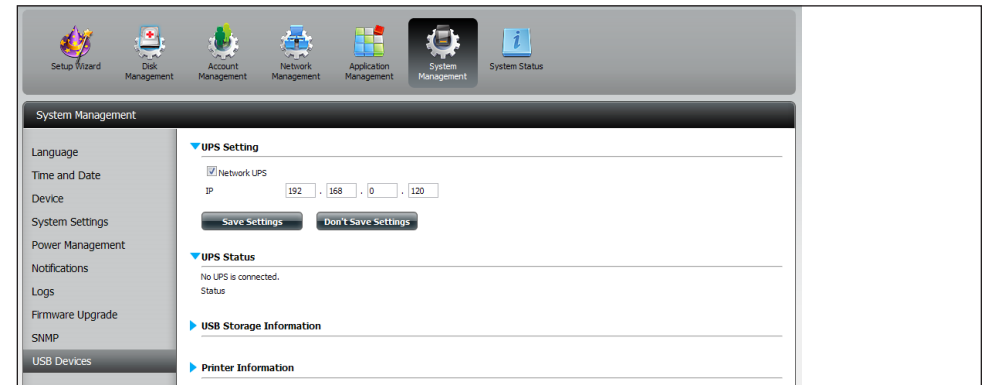 Setup Wizard
Disk Management
Account Management
Network Management
Application Management
System Management
System Status
System Management
Language
Time and Date
Device
System Settings
Power Management
Notifications
Logs
Firmware Upgrade
SNMP
USB Devices
UPS Setting
Network UPS
IP 192 . 168 . 0 . 120
Save Settings Don't Save Settings
UPS Status
No UPS is connected.
Status
USB Storage Information
Printer Information